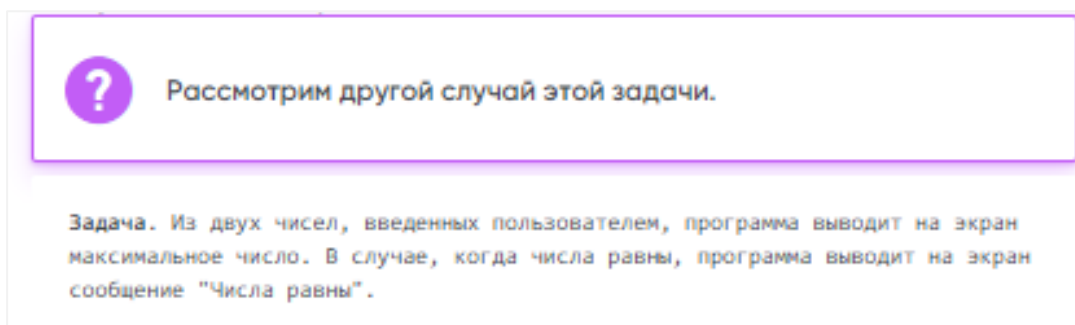 ?
Рассмотрим другой случай этой задачи.
Задача. Из двух чисел, введенных пользователем, программа выводит на экран
максимальное число. В случае, когда числа равны, программа выводит на экран
сообщение "Числа равны".